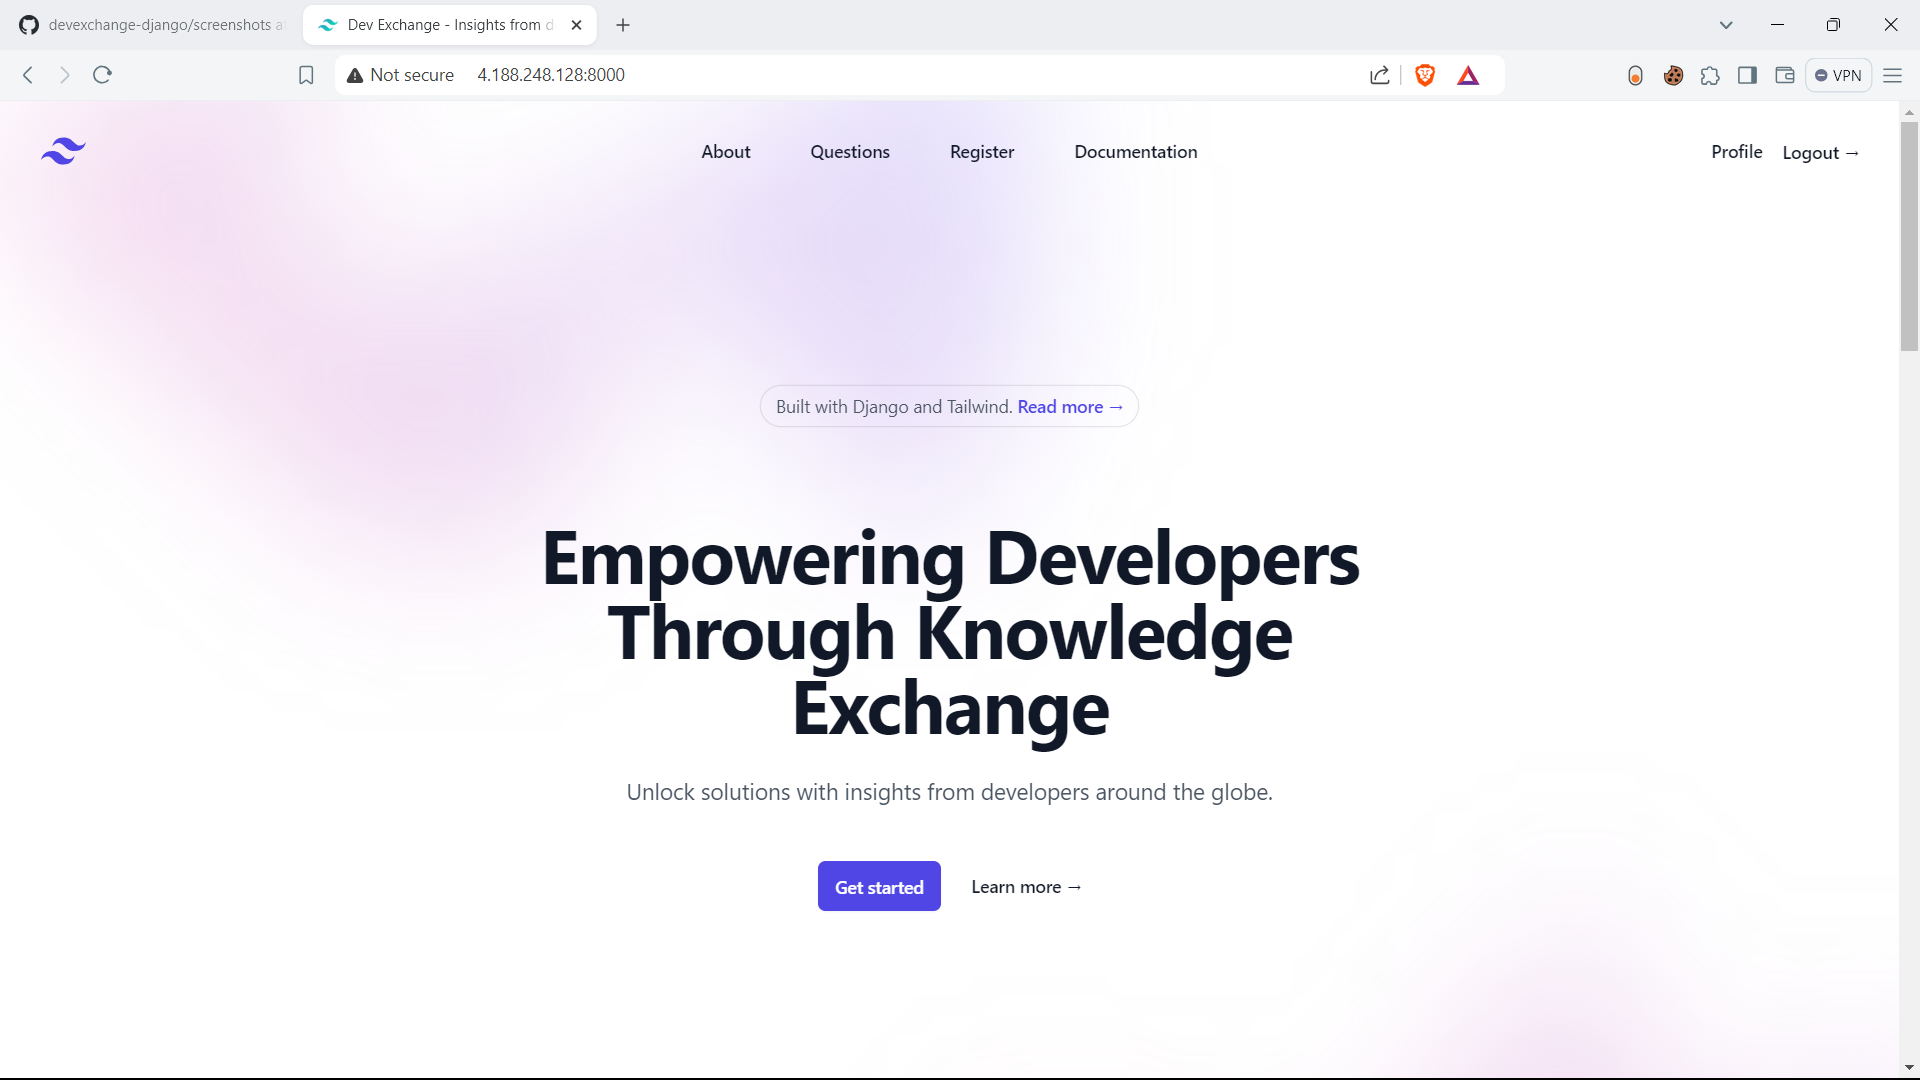 devexchange-django/screenshots at
Dev Exchange - Insights from d
Not secure
4.188.248.128:8000
VPN
About
Questions
Register
Documentation
Profile
Logout →
Built with Django and Tailwind. Read more →
Empowering Developers
Through Knowledge
Exchange
Unlock solutions with insights from developers around the globe.
Get started
Learn more →